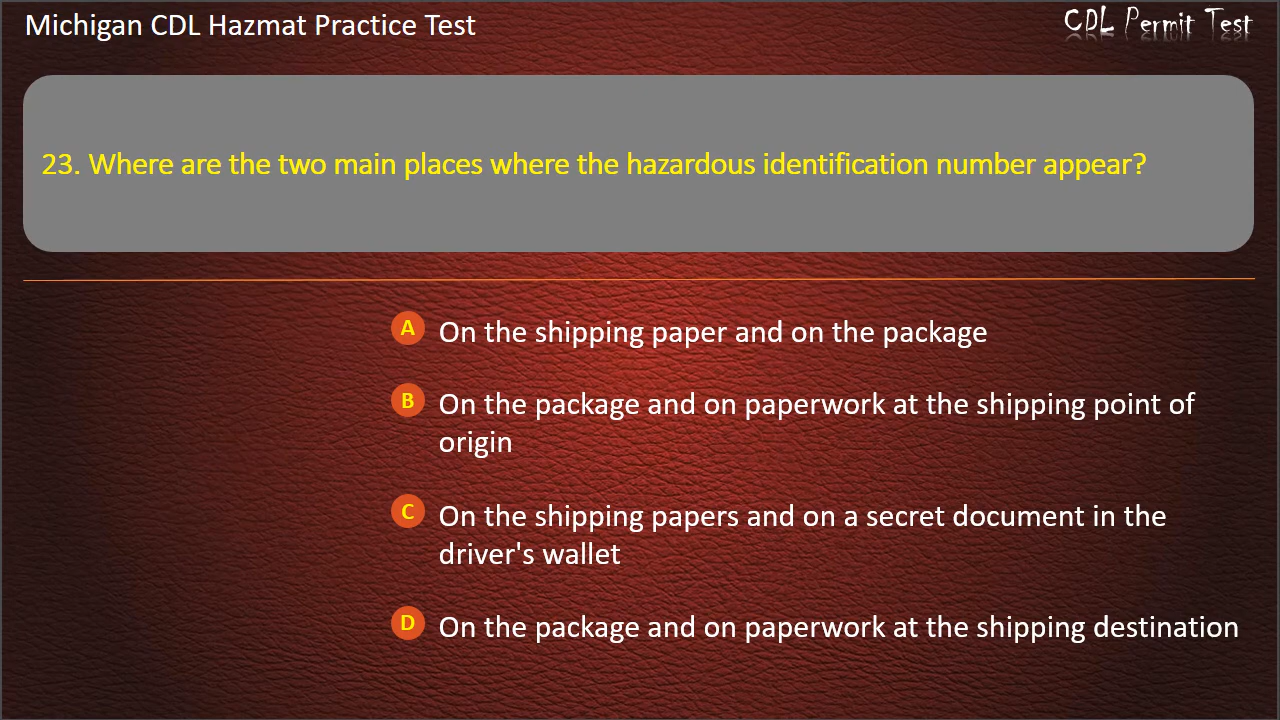 Michigan CDL Hazmat Practice Test
CDL Permit Test
23. Where are the two main places where the hazardous identification number appear?
A On the shipping paper and on the package
B On the package and on paperwork at the shipping point of
origin
C On the shipping papers and on a secret document in the
driver's wallet
D On the package and on paperwork at the shipping destination